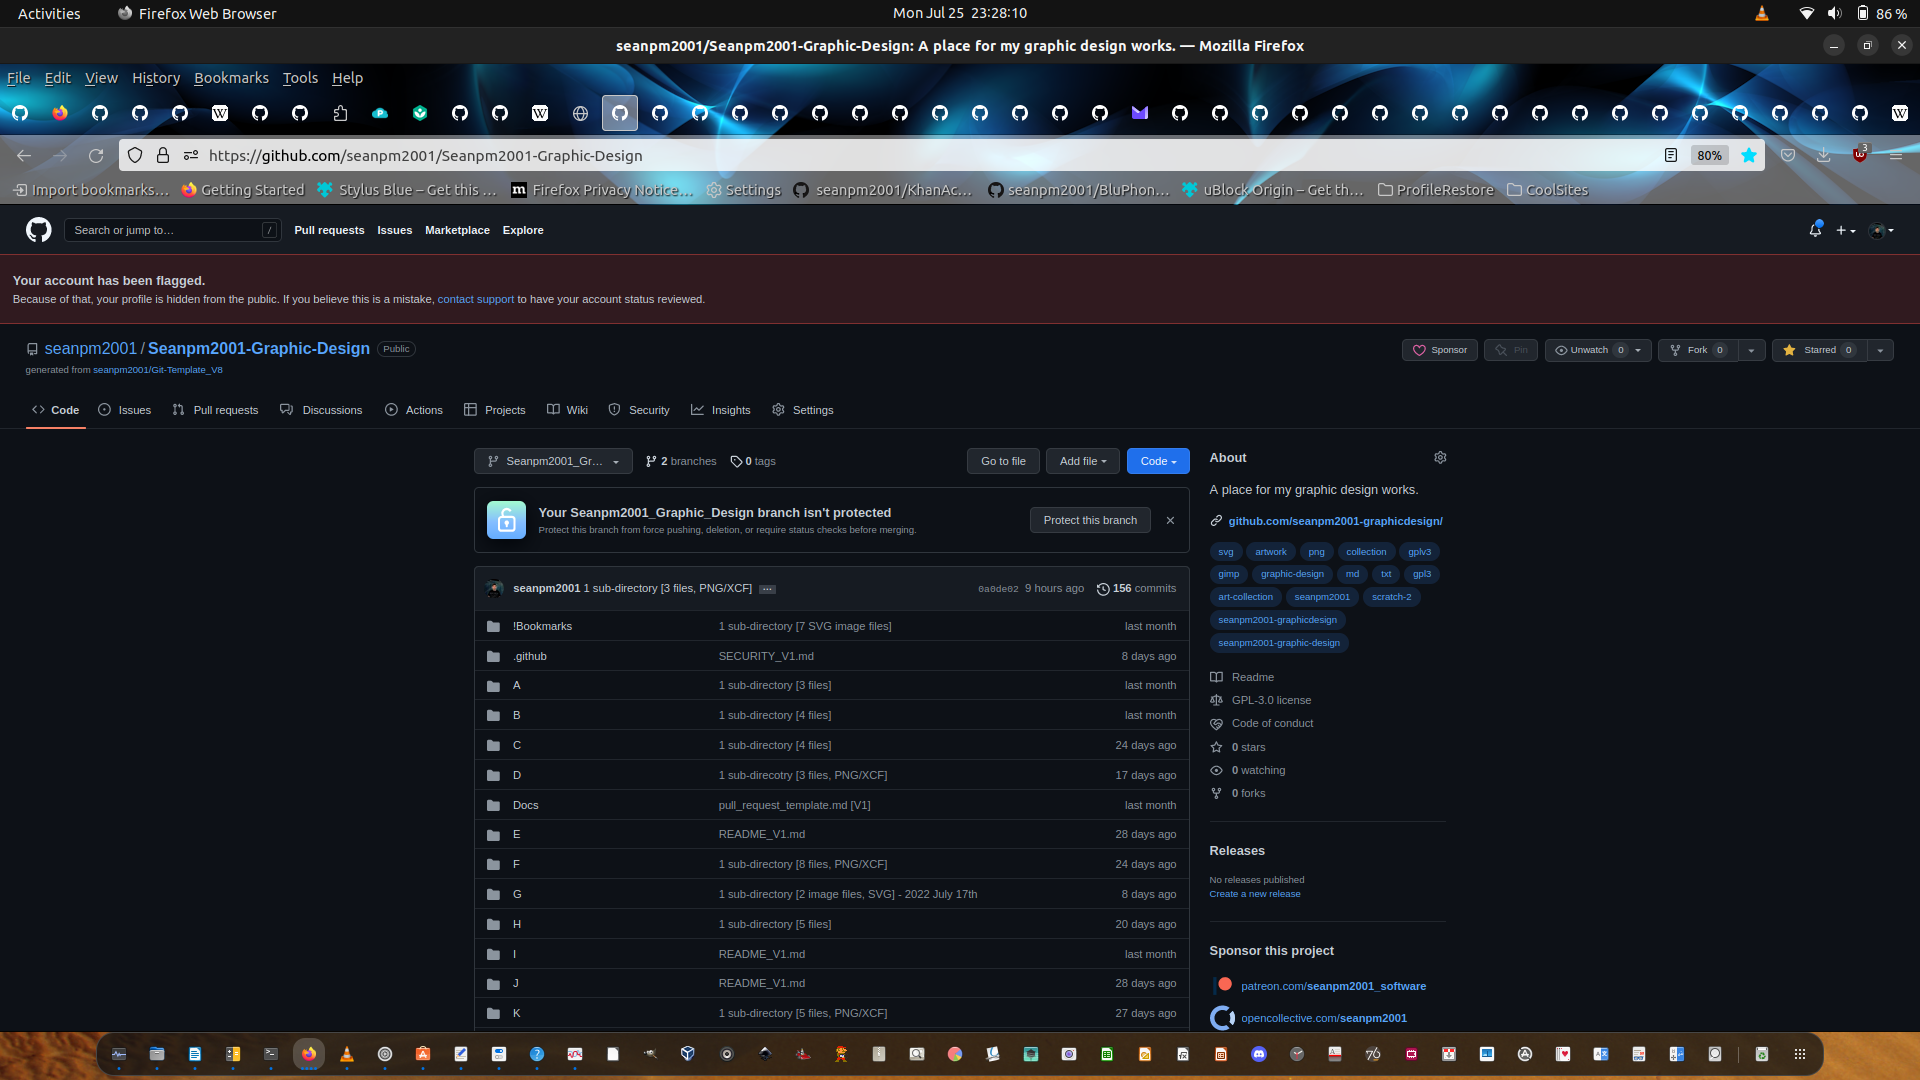 Activities
Firefox Web Browser
Mon Jul 25  23:28:10
86 %
seanpm2001/Seanpm2001-Graphic-Design: A place for my graphic design works. — Mozilla Firefox
File Edit View History Bookmarks Tools Help
https://github.com/seanpm2001/Seanpm2001-Graphic-Design
80%
3
Import bookmarks… Getting Started Stylus Blue – Get this … Firefox Privacy Notice… Settings seanpm2001/KhanAc… seanpm2001/BluPhon… uBlock Origin – Get th… ProfileRestore CoolSites
Search or jump to… /
Pull requests Issues Marketplace Explore
Your account has been flagged.
Because of that, your profile is hidden from the public. If you believe this is a mistake, contact support to have your account status reviewed.
seanpm2001 / Seanpm2001-Graphic-Design Public
generated from seanpm2001/Git-Template_V8
Sponsor Pin Unwatch 0 Fork 0 Starred 0
Code Issues Pull requests Discussions Actions Projects Wiki Security Insights Settings
Seanpm2001_Gr… 2 branches 0 tags
Go to file Add file Code
Your Seanpm2001_Graphic_Design branch isn't protected
Protect this branch from force pushing, deletion, or require status checks before merging.
Protect this branch
seanpm2001 1 sub-directory [3 files, PNG/XCF] … 0a0de02 9 hours ago 156 commits
!Bookmarks 1 sub-directory [7 SVG image files] last month
.github SECURITY_V1.md 8 days ago
A 1 sub-directory [3 files] last month
B 1 sub-directory [4 files] last month
C 1 sub-directory [4 files] 24 days ago
D 1 sub-direcotry [3 files, PNG/XCF] 17 days ago
Docs pull_request_template.md [V1] last month
E README_V1.md 28 days ago
F 1 sub-directory [8 files, PNG/XCF] 24 days ago
G 1 sub-directory [2 image files, SVG] - 2022 July 17th 8 days ago
H 1 sub-directory [5 files] 20 days ago
I README_V1.md last month
J README_V1.md 28 days ago
K 1 sub-directory [5 files, PNG/XCF] 27 days ago
About
A place for my graphic design works.
github.com/seanpm2001-graphicdesign/
svg artwork png collection gplv3
gimp graphic-design md txt gpl3
art-collection seanpm2001 scratch-2
seanpm2001-graphicdesign
seanpm2001-graphic-design
Readme
GPL-3.0 license
Code of conduct
0 stars
0 watching
0 forks
Releases
No releases published
Create a new release
Sponsor this project
patreon.com/seanpm2001_software
opencollective.com/seanpm2001